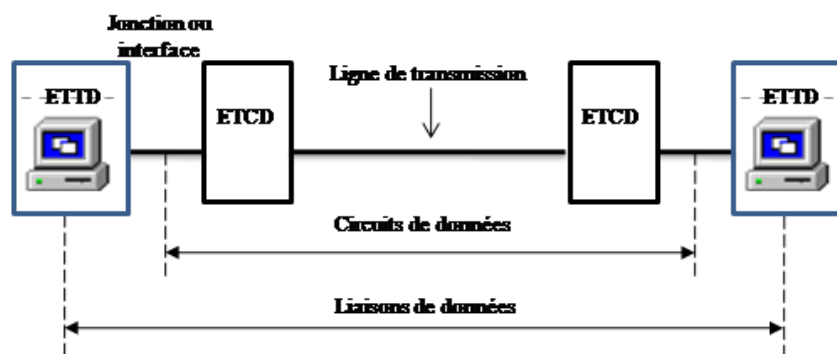 Jonction ou
interface
Ligne de transmission
ETTD
ETCD
ETCD
ETTD
Circuits de données
Liaisons de données